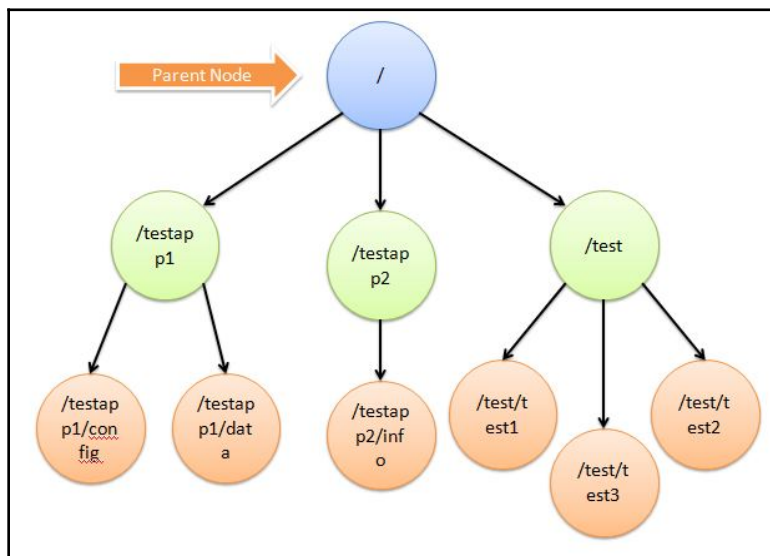 Parent Node
/
/testap
p1
/testap
p2
/test
/testap
p1/con
fig
/testap
p1/dat
a
/testap
p2/inf
o
/test/t
est1
/test/t
est3
/test/t
est2